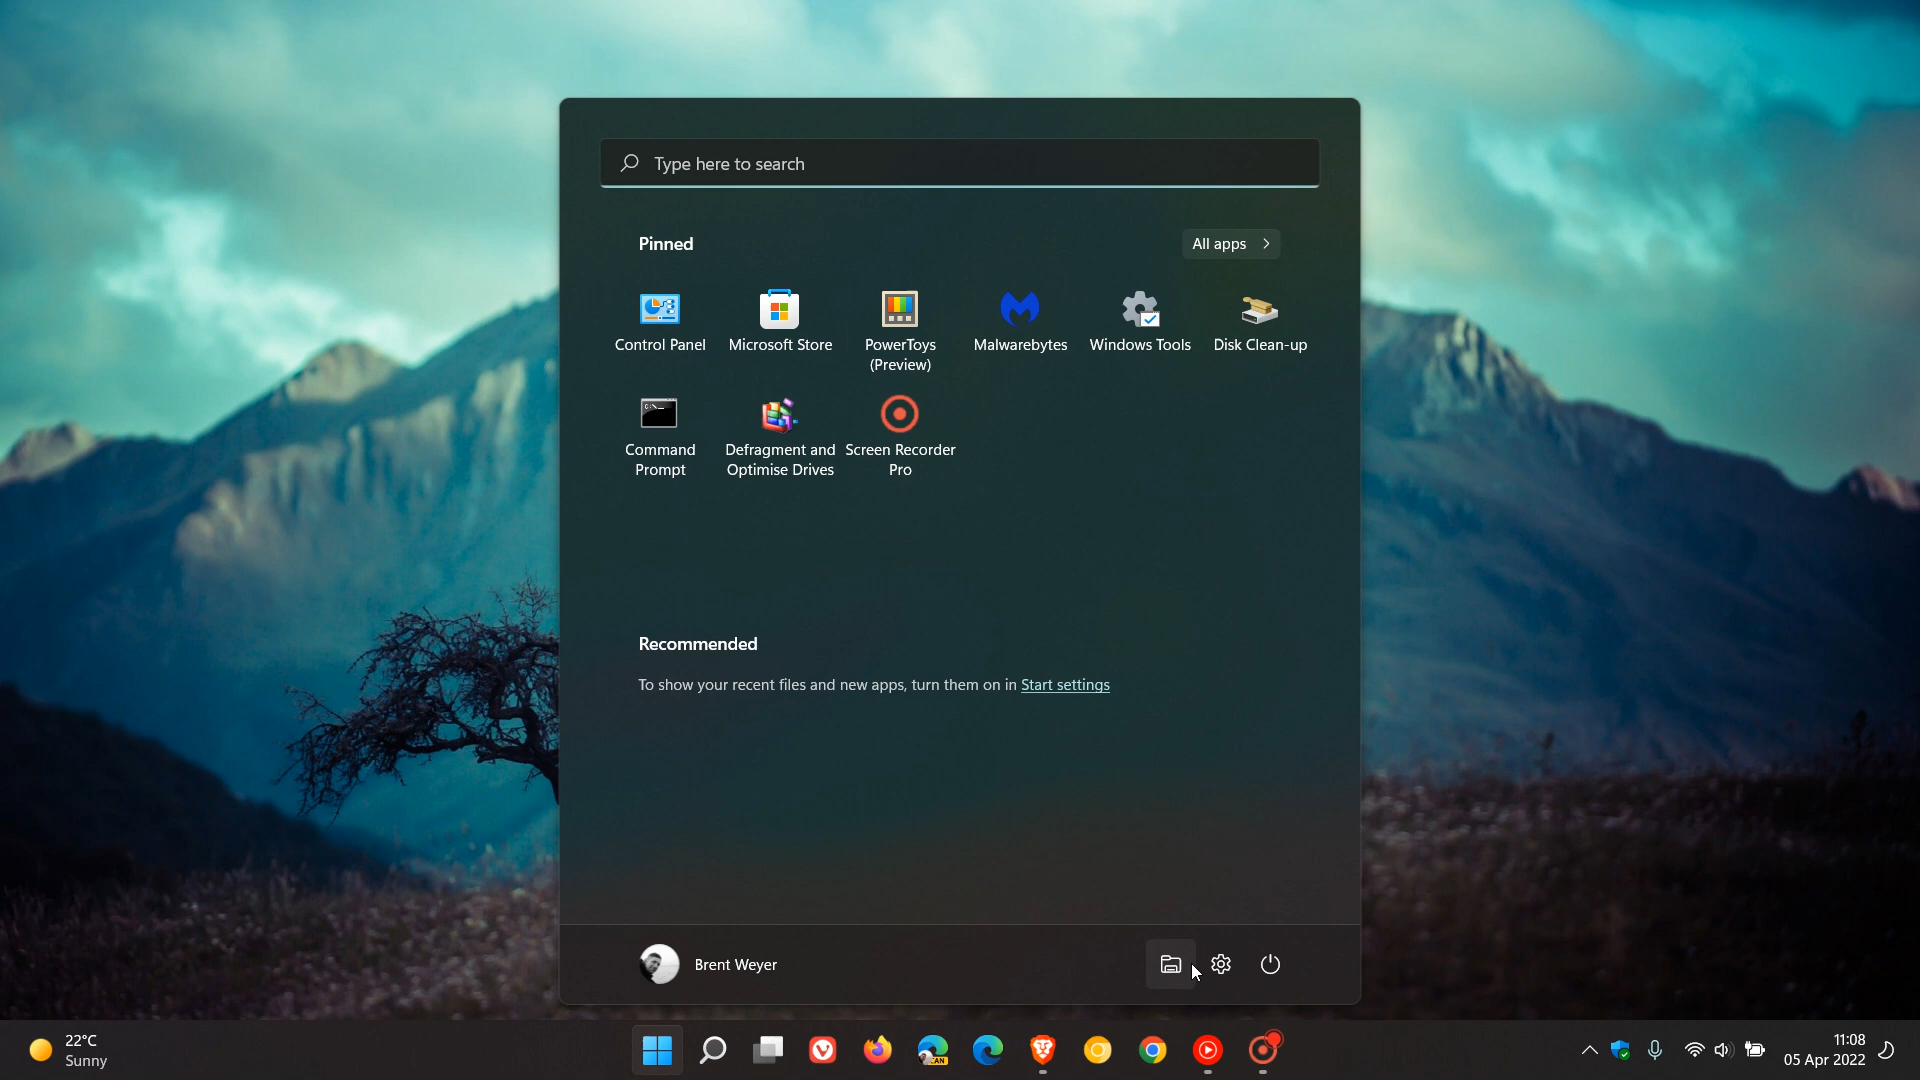 Type here to search
Pinned
All apps
Control Panel
Microsoft Store
PowerToys
(Preview)
Malwarebytes
Windows Tools
Disk Clean-up
Command
Prompt
Defragment and
Optimise Drives
Screen Recorder
Pro
Recommended
To show your recent files and new apps, turn them on in Start settings
Brent Weyer
22°C
Sunny
CAN
11:08
05 Apr 2022